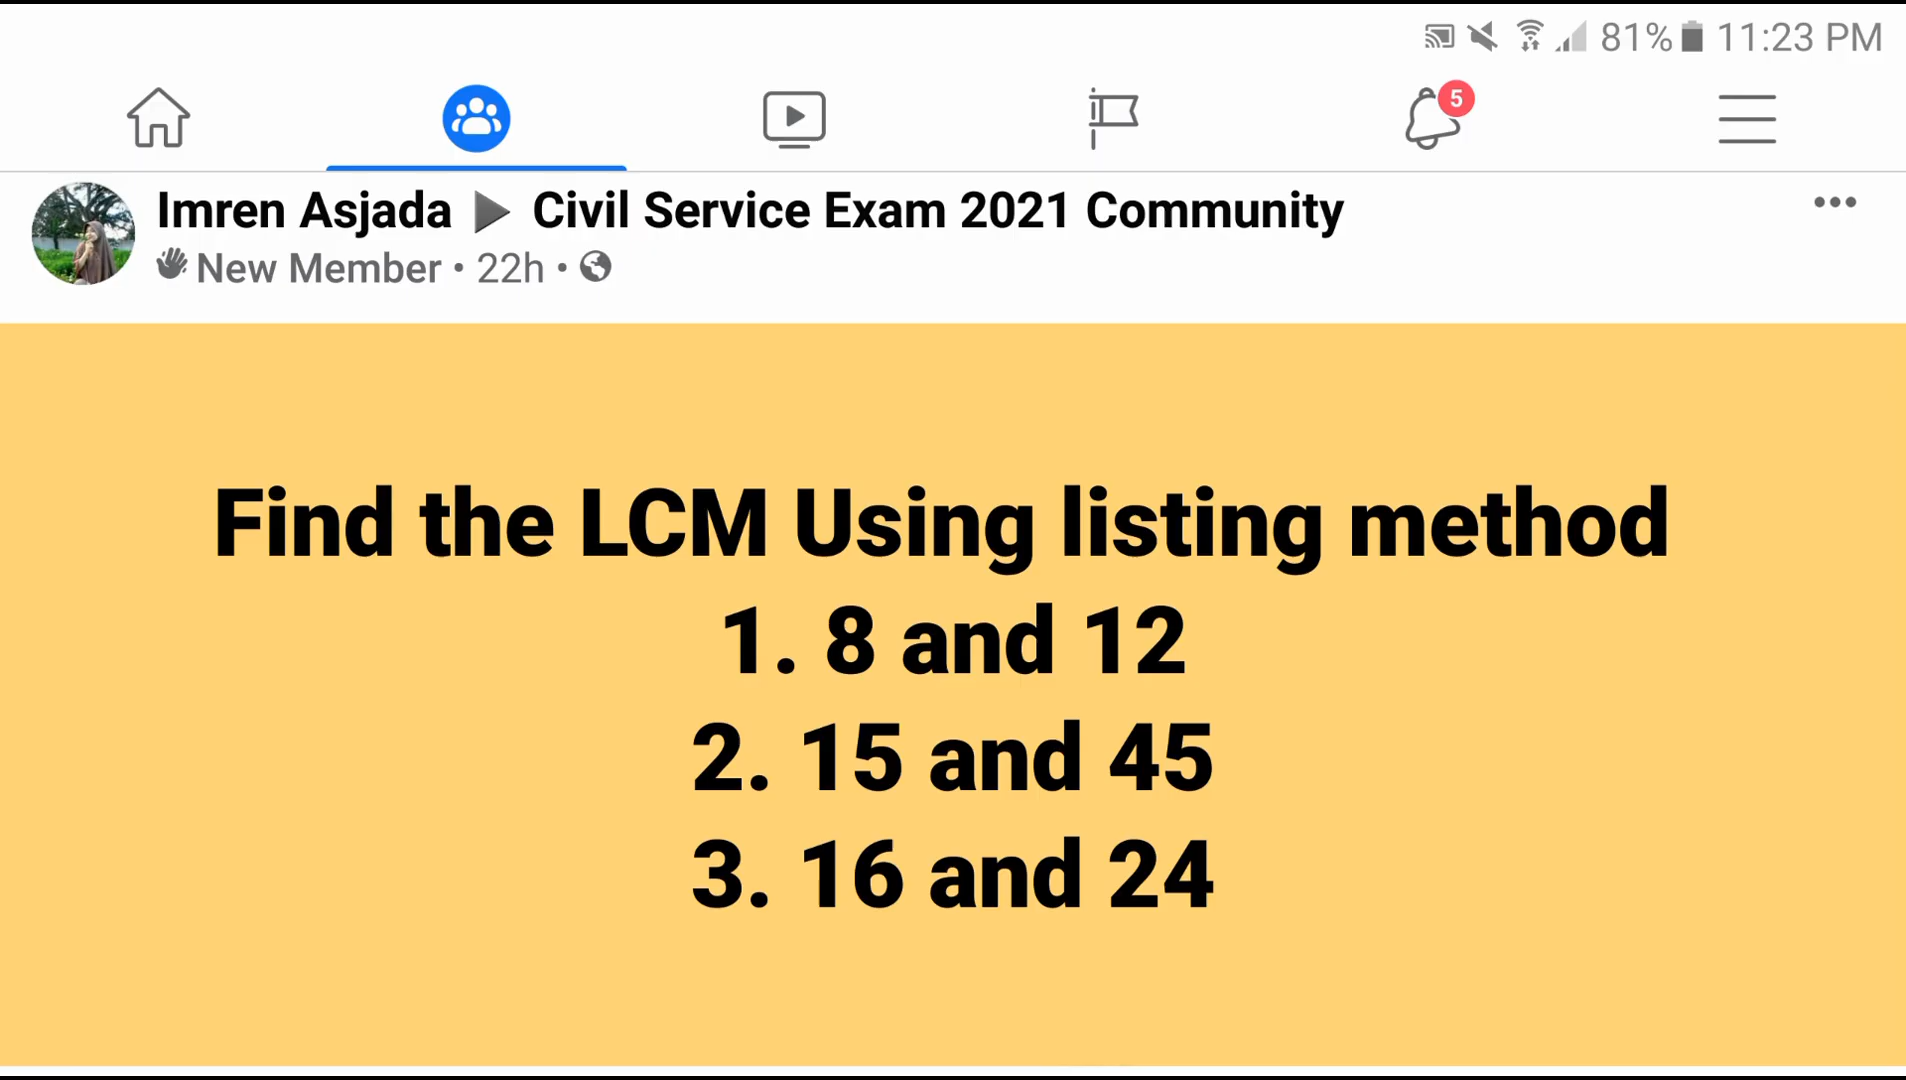 81% 11:23 PM
5
Imren Asjada ▶ Civil Service Exam 2021 Community
New Member • 22h •
Find the LCM Using listing method
1. 8 and 12
2. 15 and 45
3. 16 and 24